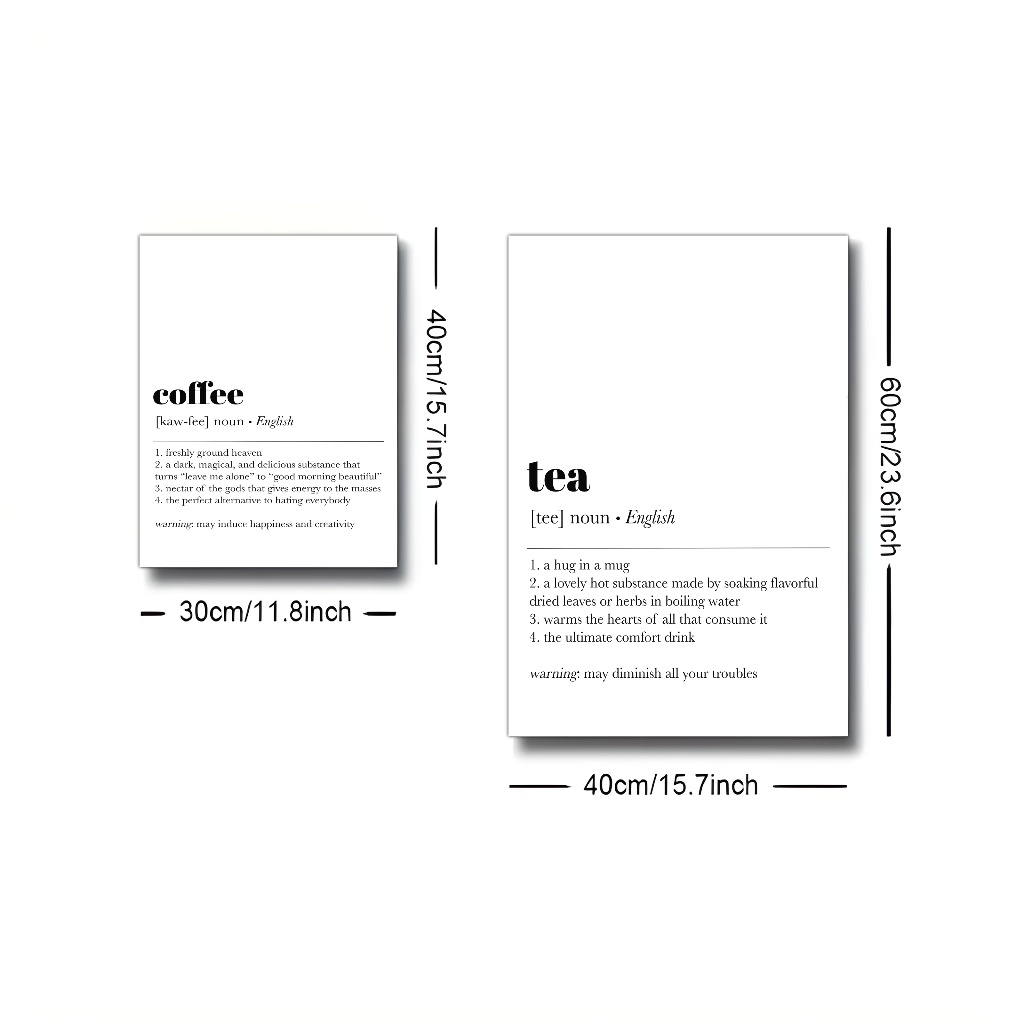 coffee
[kaw-fee] noun • English
1. freshly ground heaven
2. a dark, magical, and delicious substance that
turns “leave me alone” to “good morning beautiful”
3. nectar of the gods that gives energy to the masses
4. the perfect alternative to hating everybody
warning: may induce happiness and creativity
40cm/15.7inch
30cm/11.8inch
tea
[tee] noun • English
1. a hug in a mug
2. a lovely hot substance made by soaking flavorful
dried leaves or herbs in boiling water
3. warms the hearts of all that consume it
4. the ultimate comfort drink
warning: may diminish all your troubles
60cm/23.6inch
40cm/15.7inch